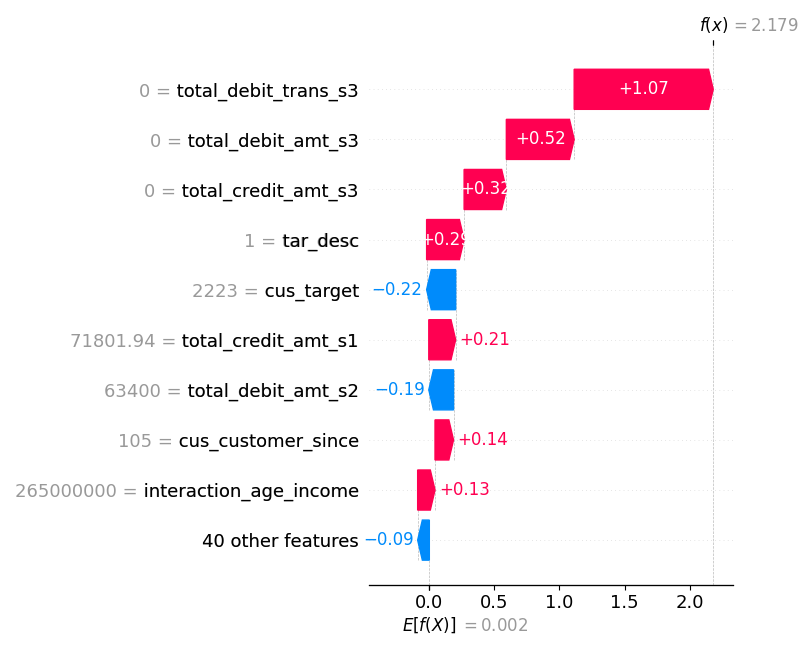 f(x) = 2.179
0 = total_debit_trans_s3
+1.07
0 = total_debit_amt_s3
+0.52
0 = total_credit_amt_s3
+0.32
1 = tar_desc
+0.29
2223 = cus_target
−0.22
71801.94 = total_credit_amt_s1
+0.21
63400 = total_debit_amt_s2
−0.19
105 = cus_customer_since
+0.14
265000000 = interaction_age_income
+0.13
40 other features
−0.09
0.0 0.5 1.0 1.5 2.0
E[f(X)] = 0.002